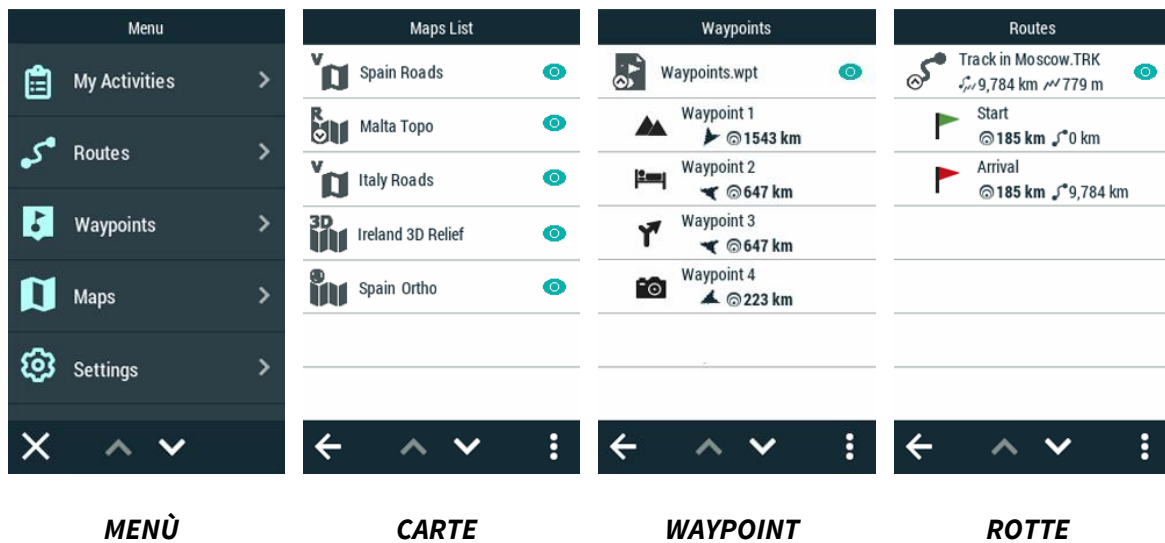 Menu
My Activities
Routes
Waypoints
Maps
Settings
Maps List
V
Spain Roads
R
Malta Topo
V
Italy Roads
3D
Ireland 3D Relief
Spain Ortho
Waypoints
Waypoints.wpt
Waypoint 1
1543 km
Waypoint 2
647 km
Waypoint 3
647 km
Waypoint 4
223 km
Routes
Track in Moscow.TRK
9,784 km 779 m
Start
185 km 0 km
Arrival
185 km 9,784 km
MENÙ
CARTE
WAYPOINT
ROTTE